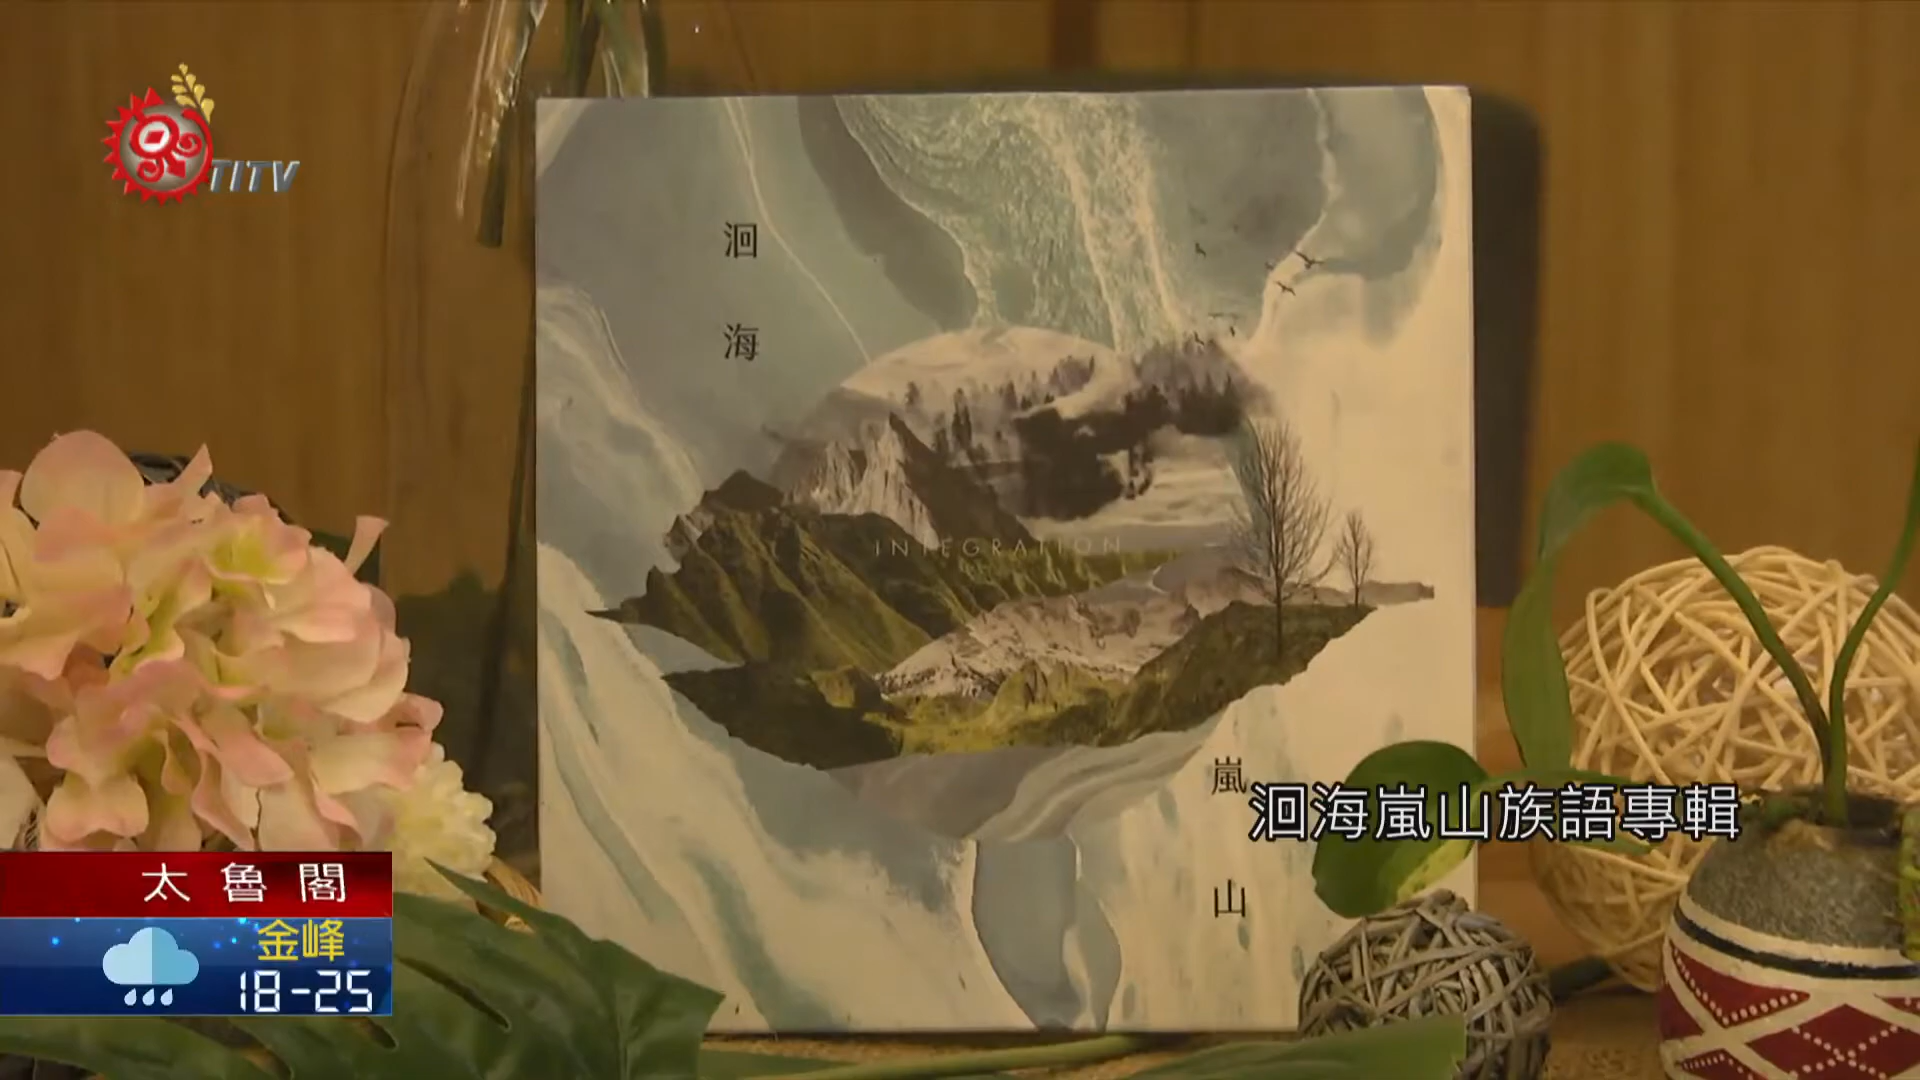 TITV
洄
海
INTEGRATION
嵐
洄海嵐山族語專輯
山
太魯閣
金峰
18-25